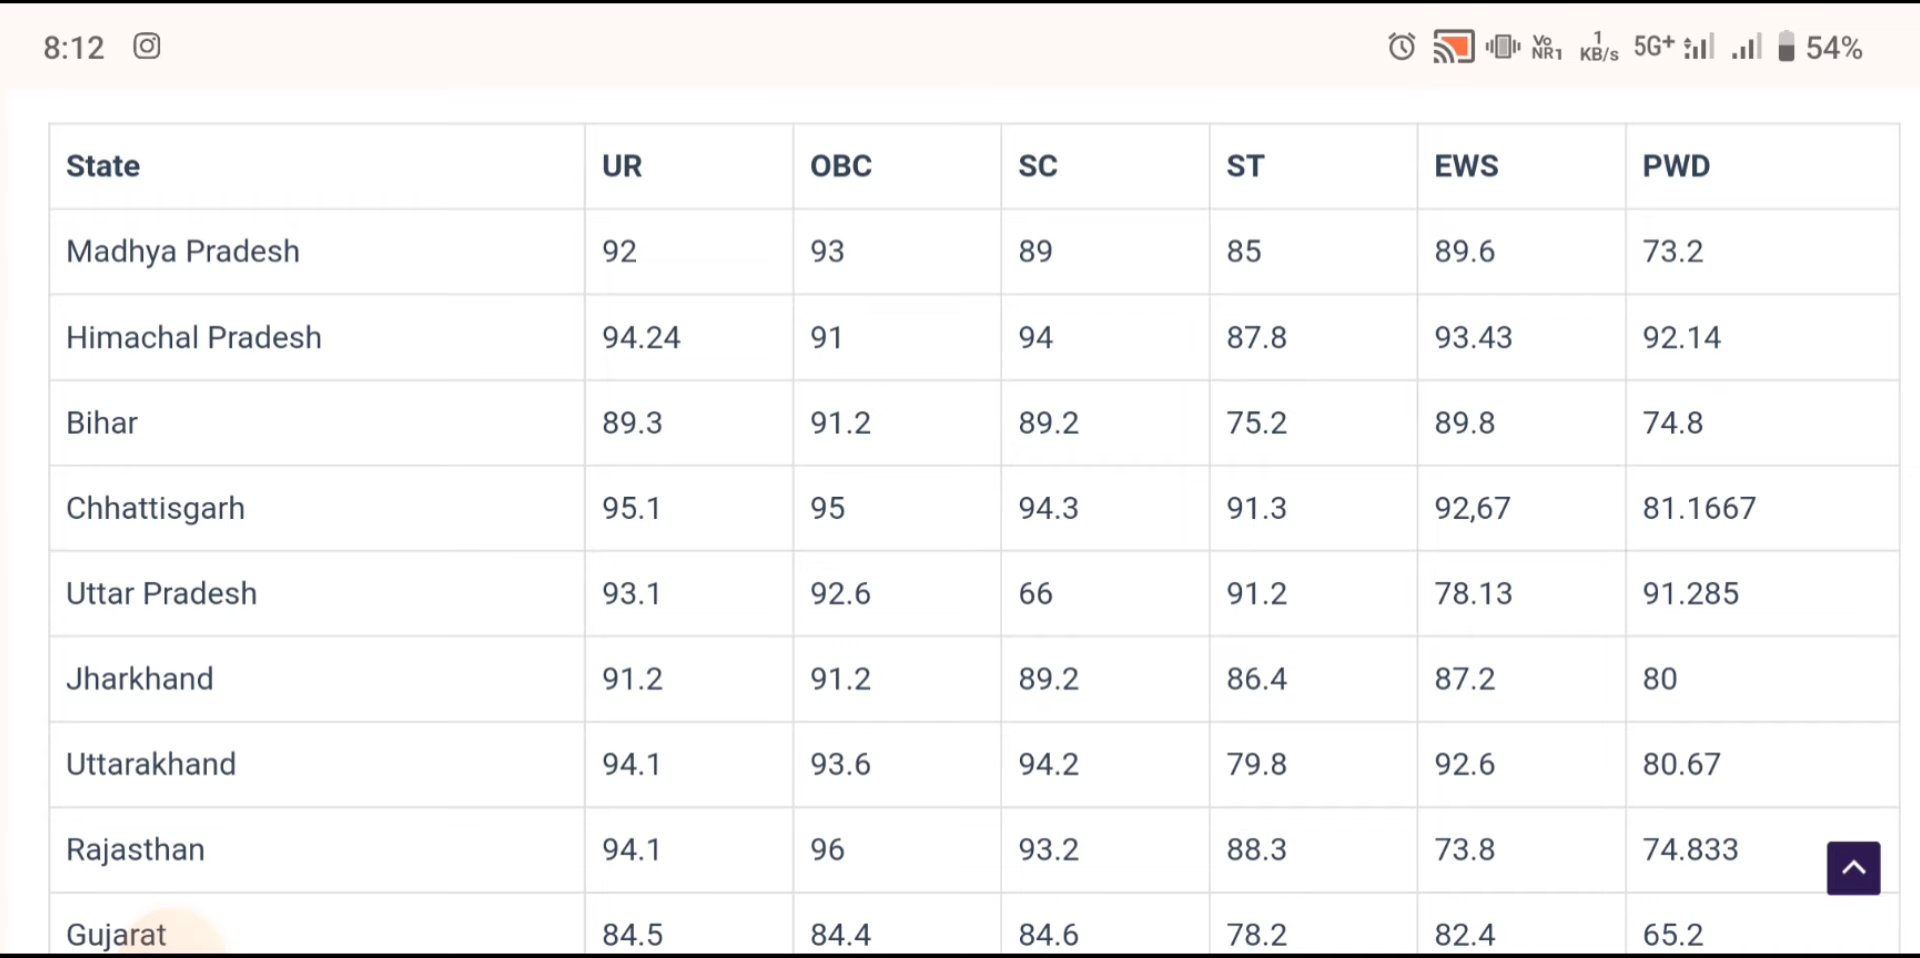 8:12 Vo NR1 1 KB/s 5G+ 54%
State UR OBC SC ST EWS PWD
Madhya Pradesh 92 93 89 85 89.6 73.2
Himachal Pradesh 94.24 91 94 87.8 93.43 92.14
Bihar 89.3 91.2 89.2 75.2 89.8 74.8
Chhattisgarh 95.1 95 94.3 91.3 92,67 81.1667
Uttar Pradesh 93.1 92.6 66 91.2 78.13 91.285
Jharkhand 91.2 91.2 89.2 86.4 87.2 80
Uttarakhand 94.1 93.6 94.2 79.8 92.6 80.67
Rajasthan 94.1 96 93.2 88.3 73.8 74.833
Gujarat 84.5 84.4 84.6 78.2 82.4 65.2